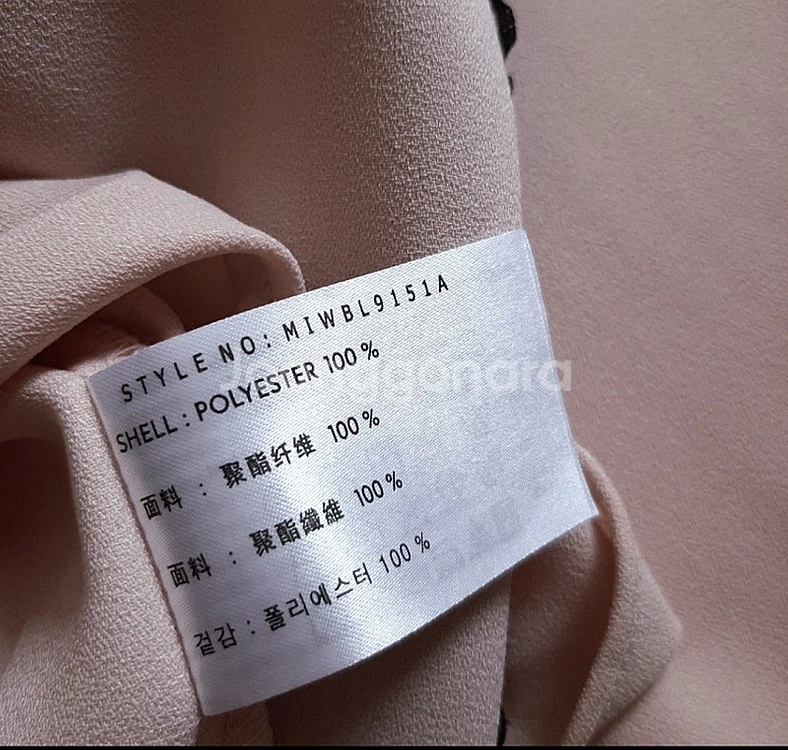 STYLE NO: MIWBL9151A
SHELL: POLYESTER 100%
面料 : 聚酯纤维 100%
面料 : 聚酯纖維 100%
겉감 : 폴리에스터 100%
Joonggonara